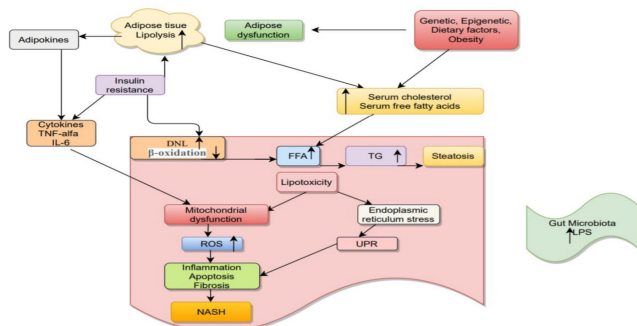 Adipokines
Adipose tissue
Lipolysis
Adipose
dysfunction
Genetic, Epigenetic,
Dietary factors,
Obesity
Insulin
resistance
Serum cholesterol
Serum free fatty acids
Cytokines
TNF-alfa
IL-6
DNL
β-oxidation
FFA
TG
Steatosis
Lipotoxicity
Mitochondrial
dysfunction
Endoplasmic
reticulum stress
ROS
UPR
Inflammation
Apoptosis
Fibrosis
NASH
Gut Microbiota
LPS